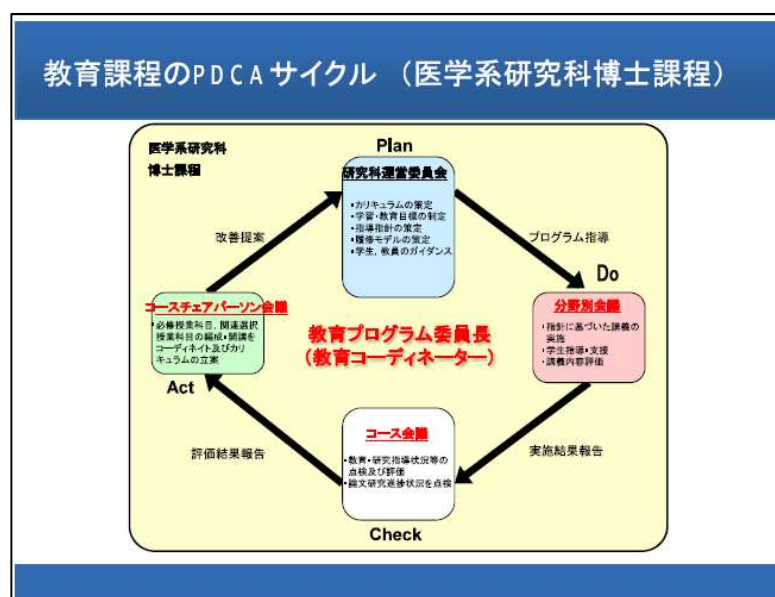 教育課程のPDCAサイクル （医学系研究科博士課程）
医学系研究科
博士課程
Plan
研究科運営委員会
・カリキュラムの策定
・学習・教育目標の制定
・指導指針の策定
・履修モデルの策定
・学生、教員のガイダンス
改善提案
プログラム指導
Do
コースチェアパーソン会議
・必修授業科目、関連選択
授業科目の編成・開講を
コーディネイト及びカリ
キュラムの立案
Act
教育プログラム委員長
（教育コーディネーター）
分野別会議
・指針に基づいた講義の
実施
・学生指導・支援
・講義内容評価
コース会議
・教育・研究指導状況等の
点検及び評価
・論文研究進捗状況を点検
評価結果報告
実施結果報告
Check